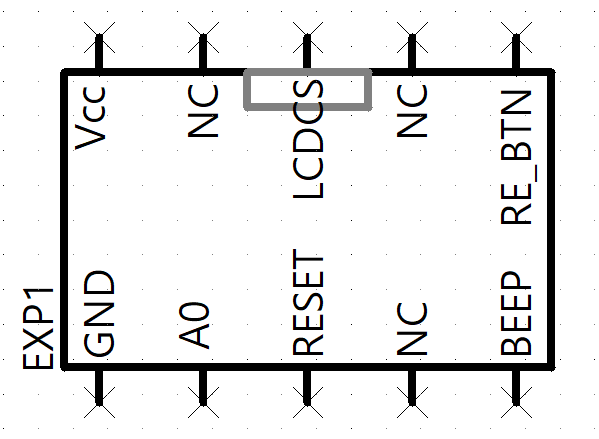 Vcc
NC
LCDCS
NC
RE_BTN
EXP1
GND
A0
RESET
NC
BEEP